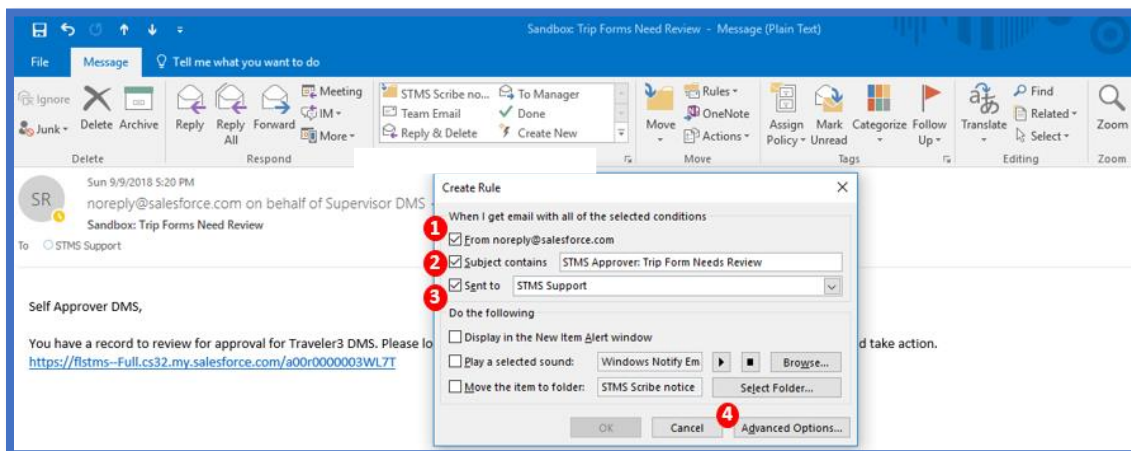 Sandbox: Trip Forms Need Review - Message (Plain Text)
File Message Tell me what you want to do
Ignore
Junk
Delete Archive
Reply Reply All Forward
Meeting
IM
More
STMS Scribe no... To Manager
Team Email Done
Reply & Delete Create New
Move
Rules
OneNote
Actions
Assign Policy Mark Unread Categorize Follow Up
Translate
Find
Related
Select
Zoom
Delete Respond Move Tags Editing Zoom
SR
Sun 9/9/2018 5:20 PM
noreply@salesforce.com on behalf of Supervisor DMS
Sandbox: Trip Forms Need Review
To STMS Support
Self Approver DMS,
You have a record to review for approval for Traveler3 DMS. Please lo
d take action.
https://flstms--Full.cs32.my.salesforce.com/a00r0000003WL7T
Create Rule
When I get email with all of the selected conditions
1 From noreply@salesforce.com
2 Subject contains STMS Approver: Trip Form Needs Review
3 Sent to STMS Support
Do the following
Display in the New Item Alert window
Play a selected sound: Windows Notify Em Browse...
Move the item to folder: STMS Scribe notice Select Folder...
4
OK Cancel Advanced Options...